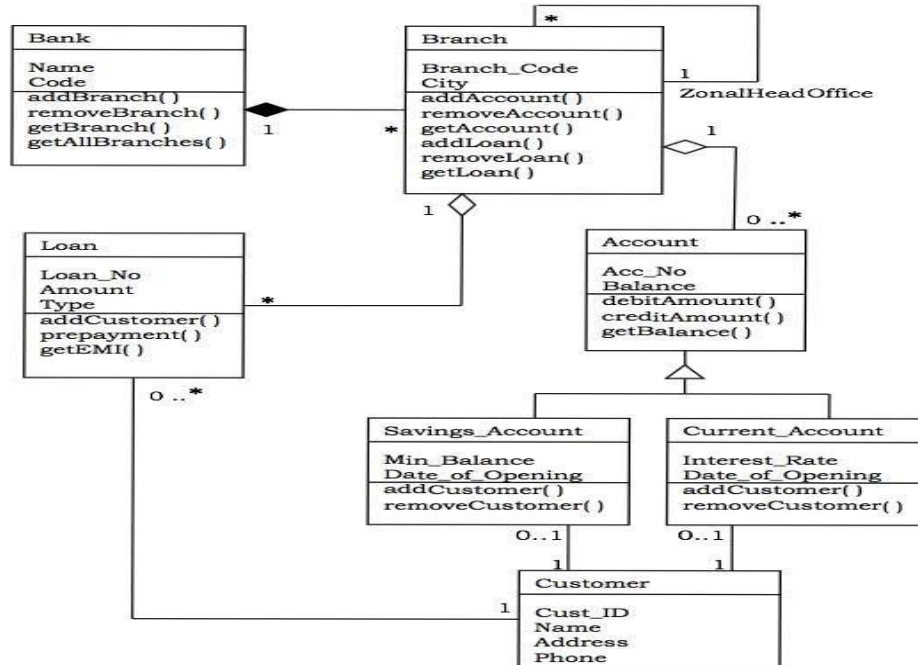 Bank
Name
Code
addBranch( )
removeBranch( )
getBranch( )
getAllBranches( )
1
*
Branch
Branch_Code
City
addAccount( )
removeAccount( )
getAccount( )
addLoan( )
removeLoan( )
getLoan( )
*
1
ZonalHeadOffice
1
0 ..*
1
*
Loan
Loan_No
Amount
Type
addCustomer( )
prepayment( )
getEMI( )
0 ..*
Account
Acc_No
Balance
debitAmount( )
creditAmount( )
getBalance( )
Savings_Account
Min_Balance
Date_of_Opening
addCustomer( )
removeCustomer( )
0..1
1
Current_Account
Interest_Rate
Date_of_Opening
addCustomer( )
removeCustomer( )
0..1
1
1
Customer
Cust_ID
Name
Address
Phone